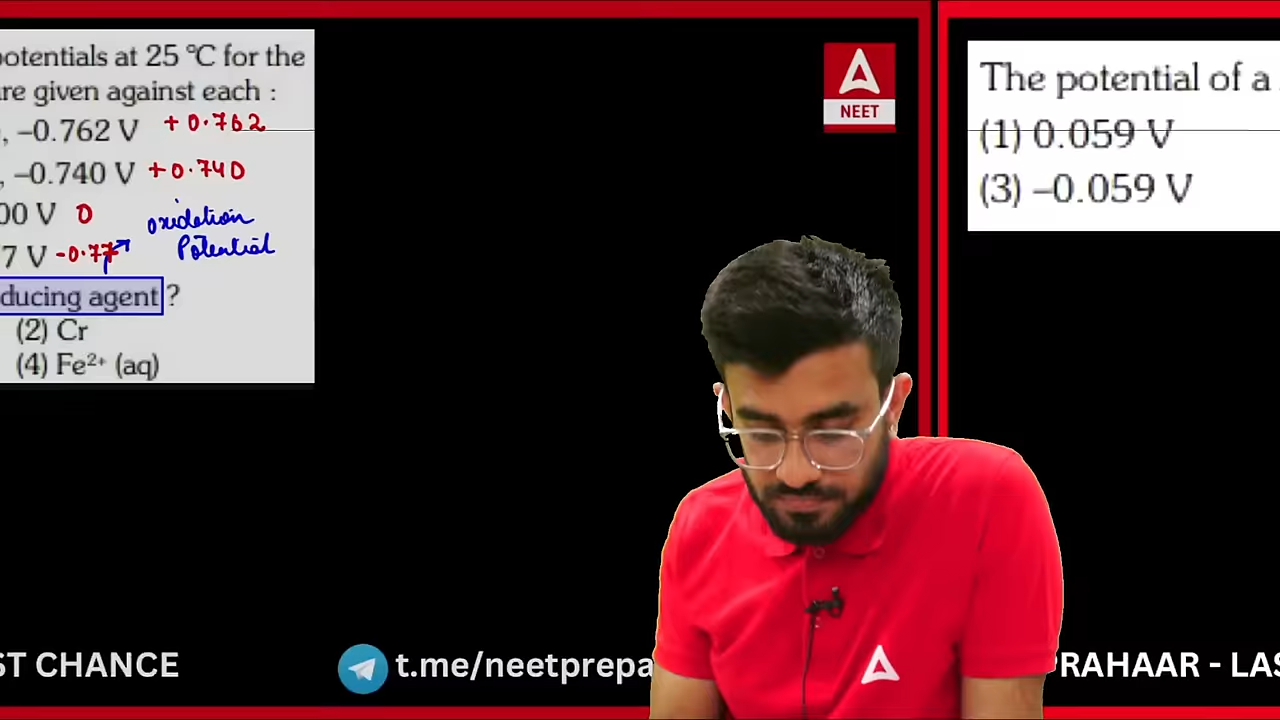 potentials at 25 °C for the
are given against each :
, –0.762 V +0.762
, –0.740 V +0.740
00 V 0
7 V -0.77
oxidation
Potential
ducing agent ?
(2) Cr
(4) Fe²⁺ (aq)
NEET
The potential of a
(1) 0.059 V
(3) –0.059 V
ST CHANCE
t.me/neetprepa
PRAHAAR - LAS